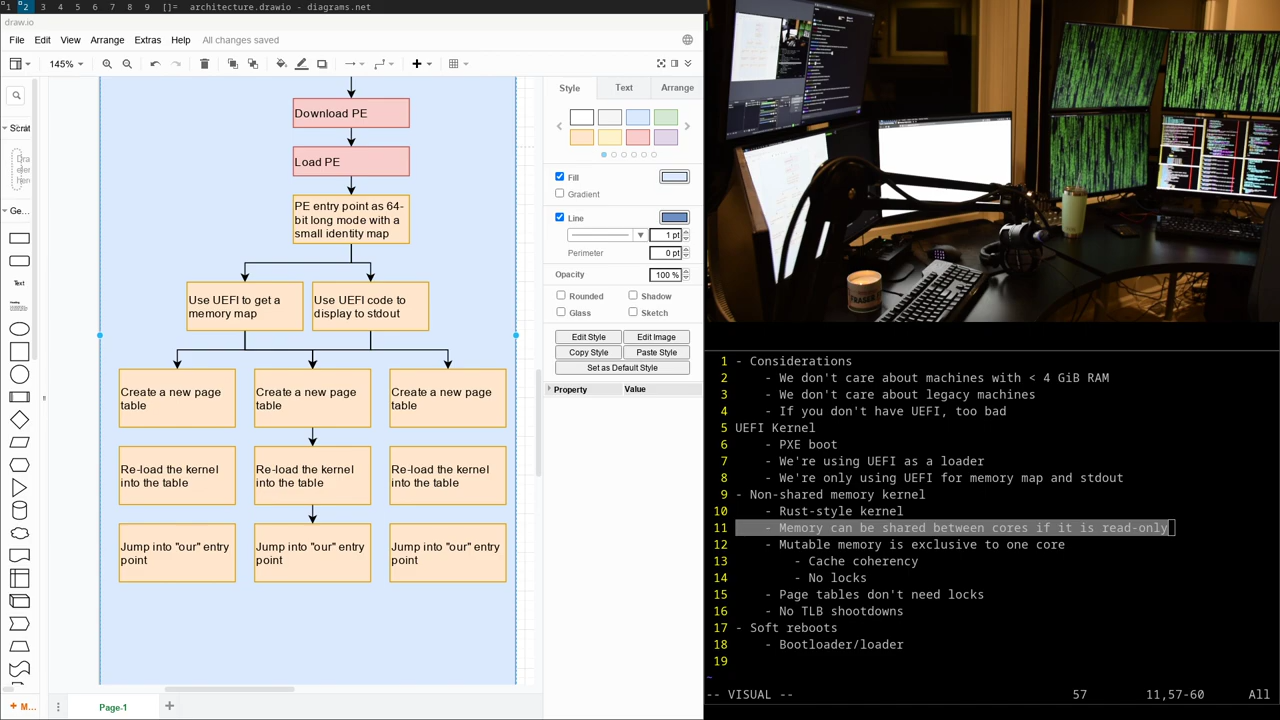 1 2 3 4 5 6 7 8 9 []= architecture.drawio - diagrams.net
draw.io
File Edit View Extras Help All changes saved
145%
Style Text Arrange
Scrat
Ge...
Text
Download PE
Load PE
PE entry point as 64-
bit long mode with a
small identity map
Use UEFI to get a
memory map
Use UEFI code to
display to stdout
Create a new page
table
Create a new page
table
Create a new page
table
Re-load the kernel
into the table
Re-load the kernel
into the table
Re-load the kernel
into the table
Jump into "our" entry
point
Jump into "our" entry
point
Jump into "our" entry
point
Fill
Gradient
Line
1 pt
Perimeter 0 pt
Opacity 100 %
Rounded Shadow
Glass Sketch
Edit Style Edit Image
Copy Style Paste Style
Set as Default Style
Property Value
+ M...
Page-1
FRASER
1 - Considerations
2 - We don't care about machines with < 4 GiB RAM
3 - We don't care about legacy machines
4 - If you don't have UEFI, too bad
5 UEFI Kernel
6 - PXE boot
7 - We're using UEFI as a loader
8 - We're only using UEFI for memory map and stdout
9 - Non-shared memory kernel
10 - Rust-style kernel
11 - Memory can be shared between cores if it is read-only
12 - Mutable memory is exclusive to one core
13 - Cache coherency
14 - No locks
15 - Page tables don't need locks
16 - No TLB shootdowns
17 - Soft reboots
18 - Bootloader/loader
19
~
-- VISUAL -- 57 11,57-60 All